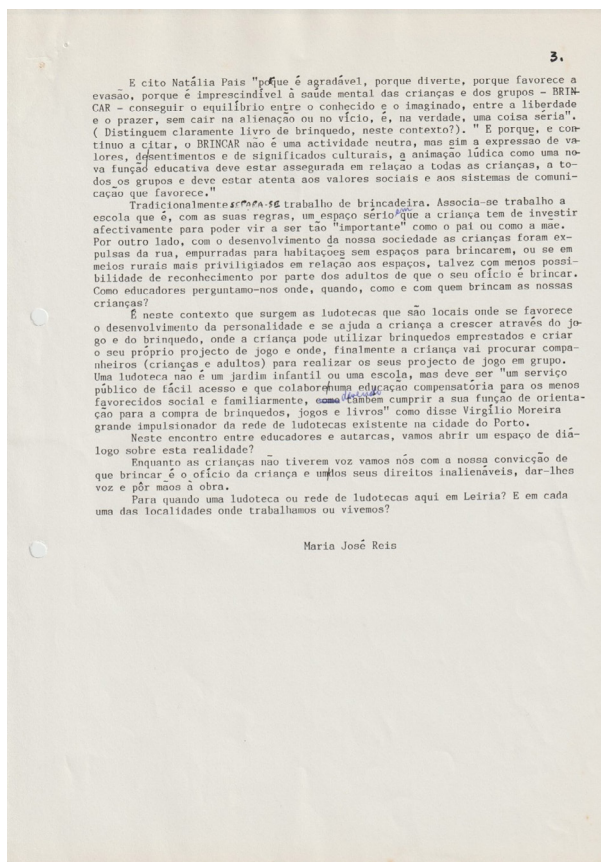 3.
E cito Natália Pais "porque é agradável, porque diverte, porque favorece a
evasão, porque é imprescindível à saúde mental das crianças e dos grupos - BRIN-
CAR - conseguir o equilíbrio entre o conhecido e o imaginado, entre a liberdade
e o prazer, sem cair na alienação ou no vício, é, na verdade, uma coisa séria".
( Distinguem claramente livro de brinquedo, neste contexto?). " E porque, e con-
tinuo a citar, o BRINCAR não é uma actividade neutra, mas sim a expressão de va-
lores, de sentimentos e de significados culturais, a animação lúdica como uma no-
va função educativa deve estar assegurada em relação a todas as crianças, a to-
dos os grupos e deve estar atenta aos valores sociais e aos sistemas de comuni-
cação que favorece."
Tradicionalmente SEPARA-SE trabalho de brincadeira. Associa-se trabalho a
escola que é, com as suas regras, um espaço sério em que a criança tem de investir
afectivamente para poder vir a ser tão "importante" como o pai ou como a mãe.
Por outro lado, com o desenvolvimento da nossa sociedade as crianças foram ex-
pulsas da rua, empurradas para habitações sem espaços para brincarem, ou se em
meios rurais mais priviligiados em relação aos espaços, talvez com menos possi-
bilidade de reconhecimento por parte dos adultos de que o seu ofício é brincar.
Como educadores perguntamo-nos onde, quando, como e com quem brincam as nossas
crianças?
É neste contexto que surgem as ludotecas que são locais onde se favorece
o desenvolvimento da personalidade e se ajuda a criança a crescer através do jo-
go e do brinquedo, onde a criança pode utilizar brinquedos emprestados e criar
o seu próprio projecto de jogo e onde, finalmente a criança vai procurar compa-
nheiros (crianças e adultos) para realizar os seus projecto de jogo em grupo.
Uma ludoteca não é um jardim infantil ou uma escola, mas deve ser "um serviço
público de fácil acesso e que colabore numa educação compensatória para os menos
favorecidos social e familiarmente, devendo também cumprir a sua função de orienta-
ção para a compra de brinquedos, jogos e livros" como disse Virgílio Moreira
grande impulsionador da rede de ludotecas existente na cidade do Porto.
Neste encontro entre educadores e autarcas, vamos abrir um espaço de diá-
logo sobre esta realidade?
Enquanto as crianças não tiverem voz vamos nós com a nossa convicção de
que brincar é o ofício da criança e um dos seus direitos inalienáveis, dar-lhes
voz e pôr mãos à obra.
Para quando uma ludoteca ou rede de ludotecas aqui em Leiria? E em cada
uma das localidades onde trabalhamos ou vivemos?
Maria José Reis